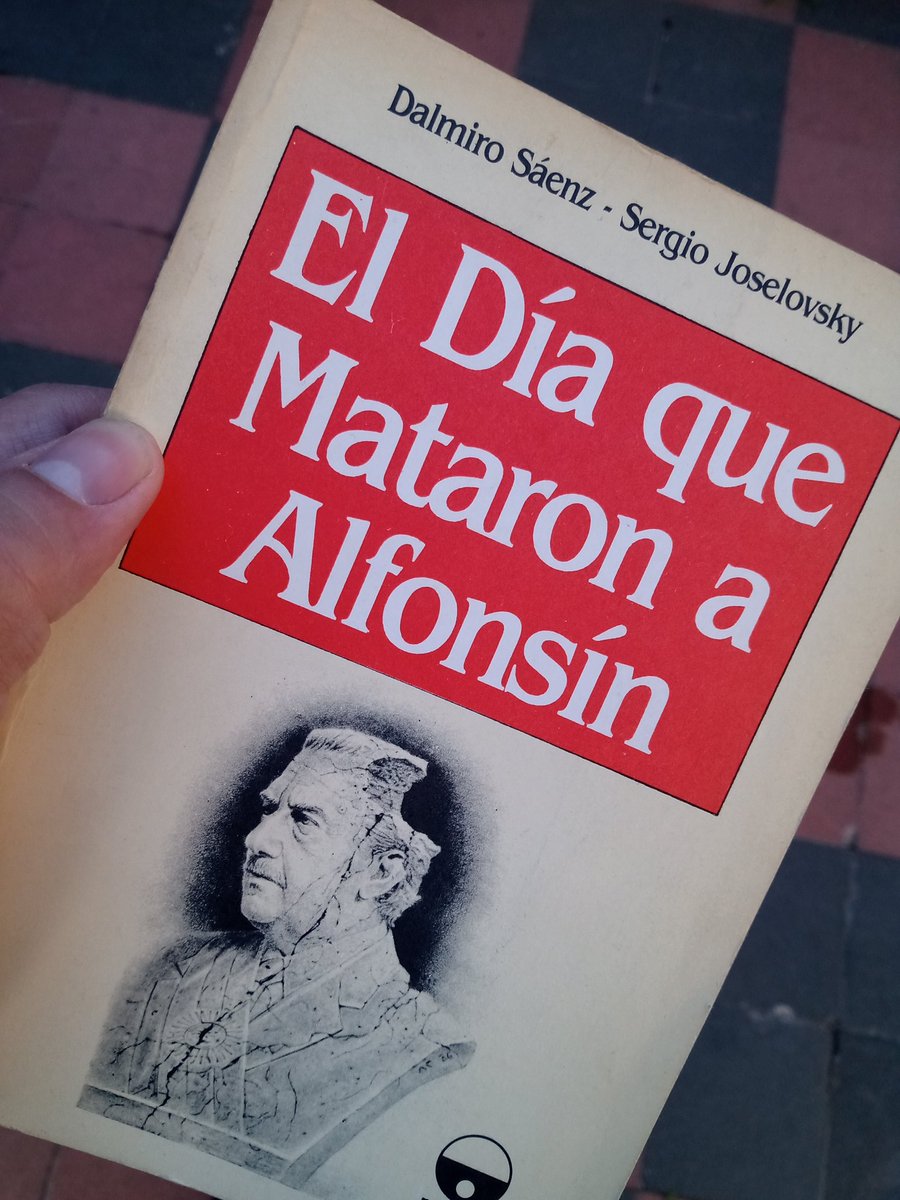 Dalmiro Sáenz - Sergio Joselovsky
El Día que
Mataron a
Alfonsín